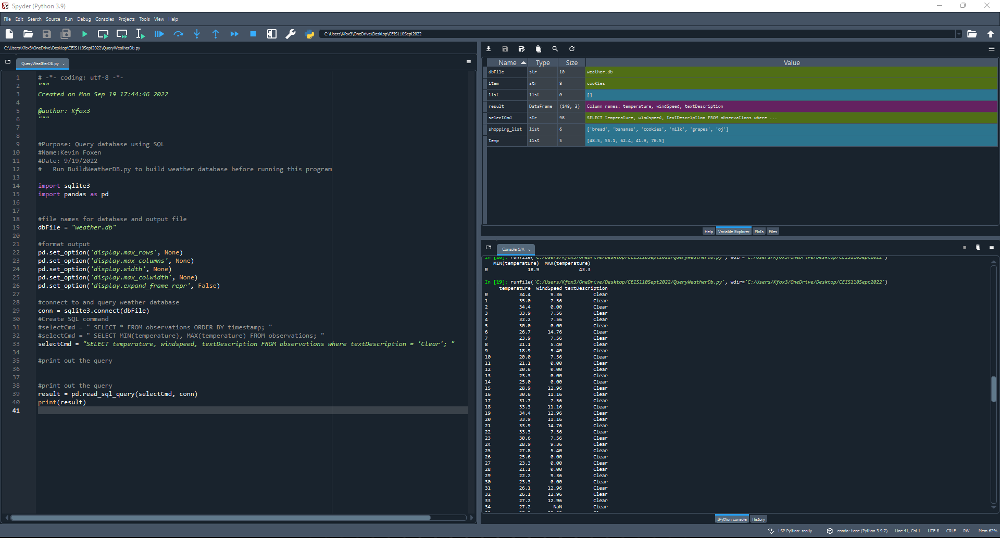 Spyder (Python 3.9)
File Edit Search Source Run Debug Consoles Projects Tools View Help
C:\Users\Kfox3\OneDrive\Desktop\CEIS110Sept2022
C:\Users\Kfox3\OneDrive\Desktop\CEIS110Sept2022\QueryWeatherDb.py
QueryWeatherDb.py
1 # -*- coding: utf-8 -*-
2 """
3 Created on Mon Sep 19 17:44:46 2022
4
5 @author: Kfox3
6 """
7
8
9 #Purpose: Query database using SQL
10 #Name:Kevin Foxen
11 #Date: 9/19/2022
12 #   Run BuildWeatherDB.py to build weather database before running this program
13
14 import sqlite3
15 import pandas as pd
16
17
18 #file names for database and output file
19 dbFile = "weather.db"
20
21 #format output
22 pd.set_option('display.max_rows', None)
23 pd.set_option('display.max_columns', None)
24 pd.set_option('display.width', None)
25 pd.set_option('display.max_colwidth', None)
26 pd.set_option('display.expand_frame_repr', False)
27
28 #connect to and query weather database
29 conn = sqlite3.connect(dbFile)
30 #Create SQL command
31 #selectCmd = " SELECT * FROM observations ORDER BY timestamp; "
32 #selectCmd = " SELECT MIN(temperature), MAX(temperature) FROM observations; "
33 selectCmd = "SELECT temperature, windspeed, textDescription FROM observations where textDescription = 'Clear'; "
34
35 #print out the query
36
37
38 #print out the query
39 result = pd.read_sql_query(selectCmd, conn)
40 print(result)
41
Name Type Size Value
dbFile str 10 weather.db
item str 8 cookies
list list 0 []
result DataFrame (148, 3) Column names: temperature, windSpeed, textDescription
selectCmd str 98 SELECT temperature, windspeed, textDescription FROM observations where ...
shopping_list list 6 ['bread', 'bananas', 'cookies', 'milk', 'grapes', 'oj']
temp list 5 [48.5, 55.1, 62.4, 41.9, 70.5]
Help Variable Explorer Plots Files
Console 1/A
In [18]: runfile('C:/Users/Kfox3/OneDrive/Desktop/CEIS110Sept2022/QueryWeatherDb.py', wdir='C:/Users/Kfox3/OneDrive/Desktop/CEIS110Sept2022')
MIN(temperature) MAX(temperature)
0 18.9 43.3
In [19]: runfile('C:/Users/Kfox3/OneDrive/Desktop/CEIS110Sept2022/QueryWeatherDb.py', wdir='C:/Users/Kfox3/OneDrive/Desktop/CEIS110Sept2022')
temperature windSpeed textDescription
0 34.4 9.36 Clear
1 35.0 7.56 Clear
2 34.4 0.00 Clear
3 33.9 7.56 Clear
4 32.2 7.56 Clear
5 30.0 0.00 Clear
6 26.7 14.76 Clear
7 23.9 7.56 Clear
8 21.1 5.40 Clear
9 18.9 5.40 Clear
10 20.0 7.56 Clear
11 21.1 0.00 Clear
12 20.6 0.00 Clear
13 23.3 0.00 Clear
14 25.0 0.00 Clear
15 28.9 12.96 Clear
16 30.6 11.16 Clear
17 31.7 7.56 Clear
18 33.3 11.16 Clear
19 34.4 12.96 Clear
20 33.9 11.16 Clear
21 33.9 14.76 Clear
22 33.3 7.56 Clear
23 30.6 7.56 Clear
24 28.9 9.36 Clear
25 27.8 5.40 Clear
26 25.6 0.00 Clear
27 23.3 0.00 Clear
28 21.1 0.00 Clear
29 22.2 9.36 Clear
30 23.3 0.00 Clear
31 26.1 12.96 Clear
32 26.1 12.96 Clear
33 27.2 12.96 Clear
34 27.2 NaN Clear
IPython console History
LSP Python: ready conda: base (Python 3.9.7) Line 41, Col 1 UTF-8 CRLF RW Mem 62%